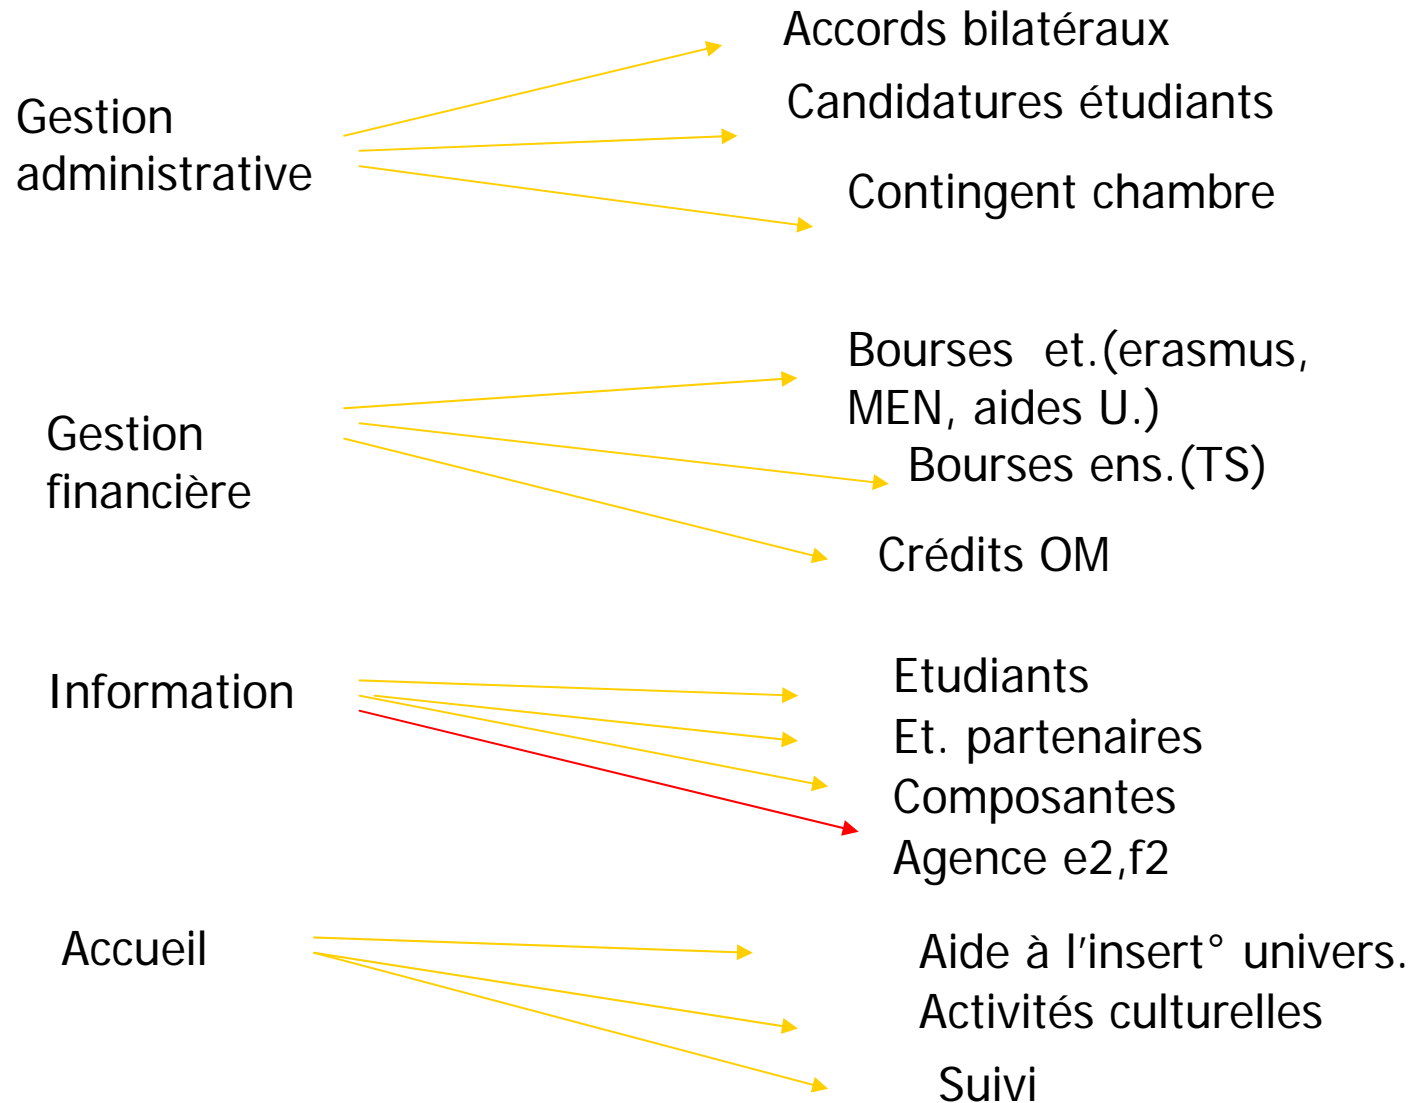 Gestion
administrative
Accords bilatéraux
Candidatures étudiants
Contingent chambre
Gestion
financière
Bourses et.(erasmus,
MEN, aides U.)
Bourses ens.(TS)
Crédits OM
Information
Etudiants
Et. partenaires
Composantes
Agence e2,f2
Accueil
Aide à l'insert° univers.
Activités culturelles
Suivi